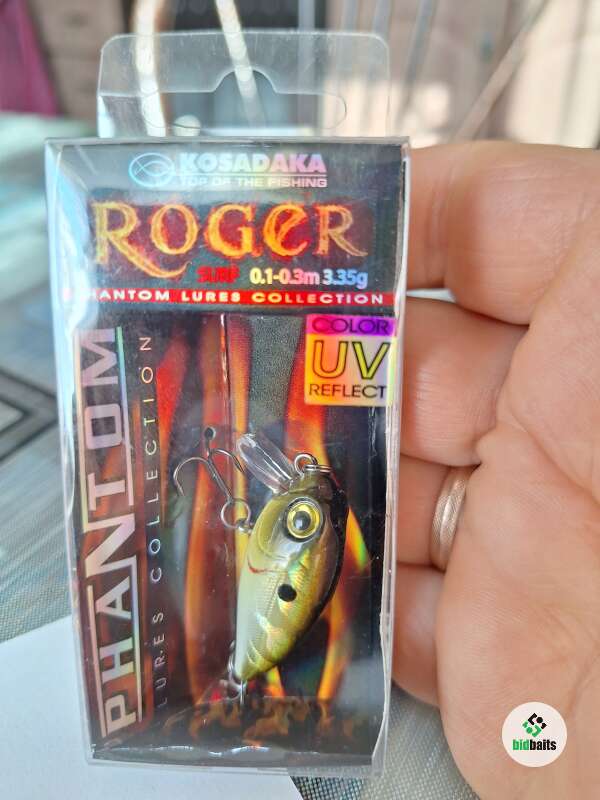 KOSADAKA
TOP OF THE FISHING
ROGER
SURF 0.1-0.3m 3.35g
PHANTOM LURES COLLECTION
COLOR
UV
REFLECT
PHANTOM
LURES COLLECTION
bidbaits